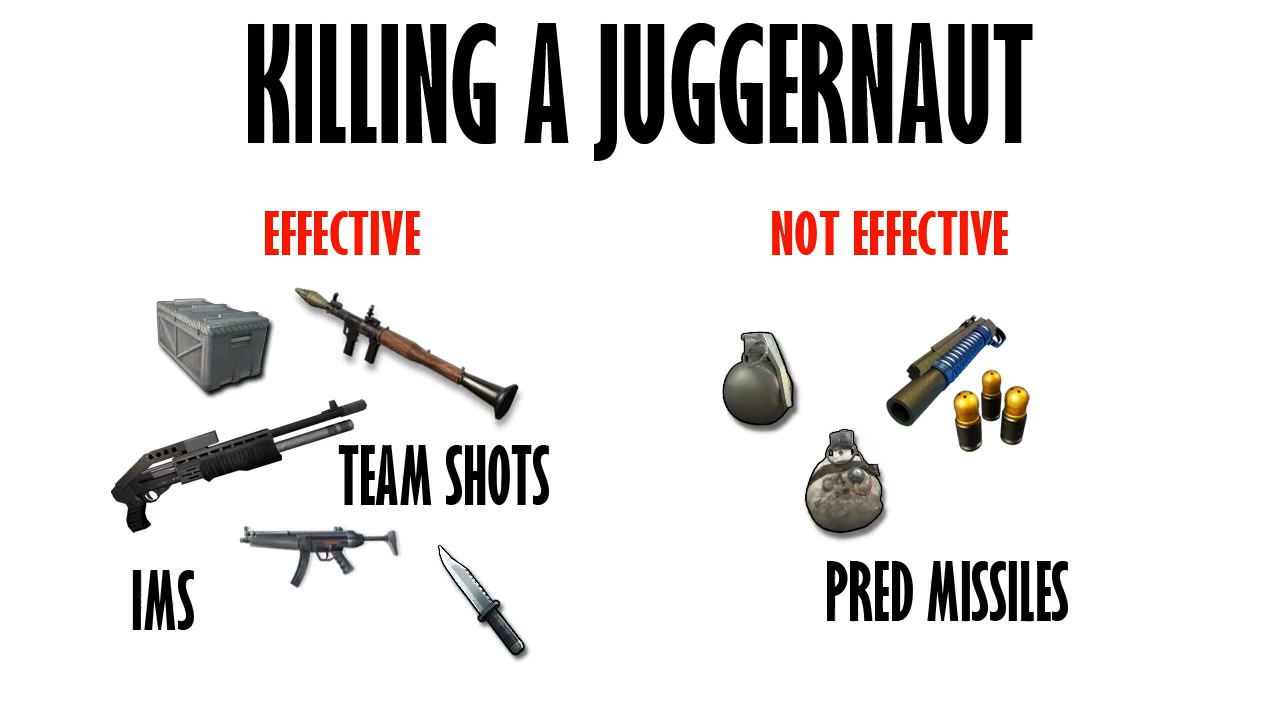 KILLING A JUGGERNAUT
EFFECTIVE
NOT EFFECTIVE
TEAM SHOTS
IMS
PRED MISSILES